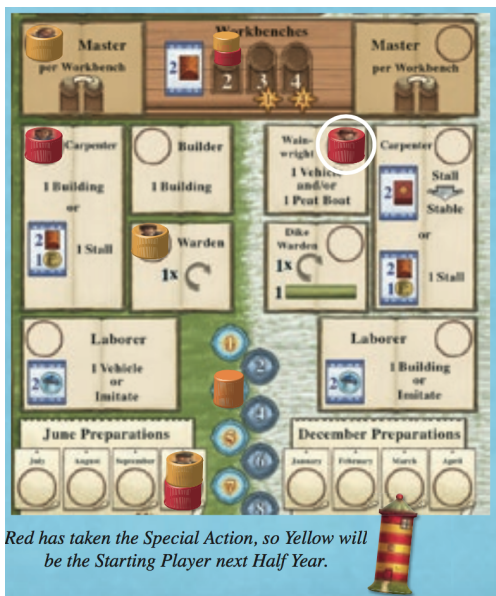 Workbenches
Master
per Workbench
2
2
3
4
1
2
Master
per Workbench
Carpenter
1 Building
or
2
1
1 Stall
Builder
1 Building
Warden
1x
Wain-
wright
1 Vehicle
and/or
1 Peat Boat
Dike
Warden
1x
1
Carpenter
2
Stall
Stable
or
2
1
1 Stall
Laborer
2
1 Vehicle
or
Imitate
1
2
4
5
6
7
8
Laborer
2
1 Building
or
Imitate
June Preparations
July
August
September
December Preparations
January
February
March
April
Red has taken the Special Action, so Yellow will
be the Starting Player next Half Year.